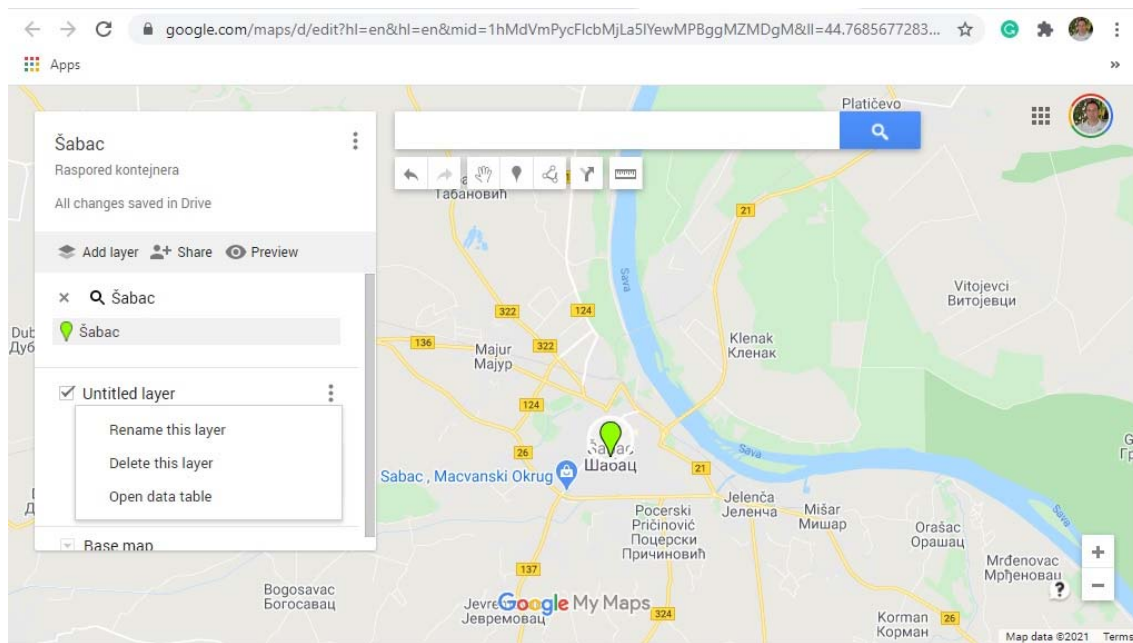 google.com/maps/d/edit?hl=en&hl=en&mid=1hMdVmPycFIcbMjLa5IYewMPBggMZMDgM&ll=44.7685677283...
Apps
»
Šabac
Raspored kontejnera
All changes saved in Drive
Add layer
Share
Preview
Šabac
Šabac
Untitled layer
Rename this layer
Delete this layer
Open data table
Base map
Platičevo
Табановић
21
Sava
Vitojevci
Витојевци
322
124
136
Majur
Мајур
322
Klenak
Кленак
124
26
Šabac
Шабац
Sabac , Macvanski Okrug
21
Sava
Jelenča
Јеленча
Mišar
Мишар
Pocerski
Pričinović
Поцерски
Причиновић
Orašac
Орашац
Sava
Mrđenovac
Мрђеновац
137
Bogosavac
Богосавац
Jevre
Јевремовац
Google My Maps
324
Korman
Корман
26
Dub
Дуб
+
−
?
Map data ©2021
Terms